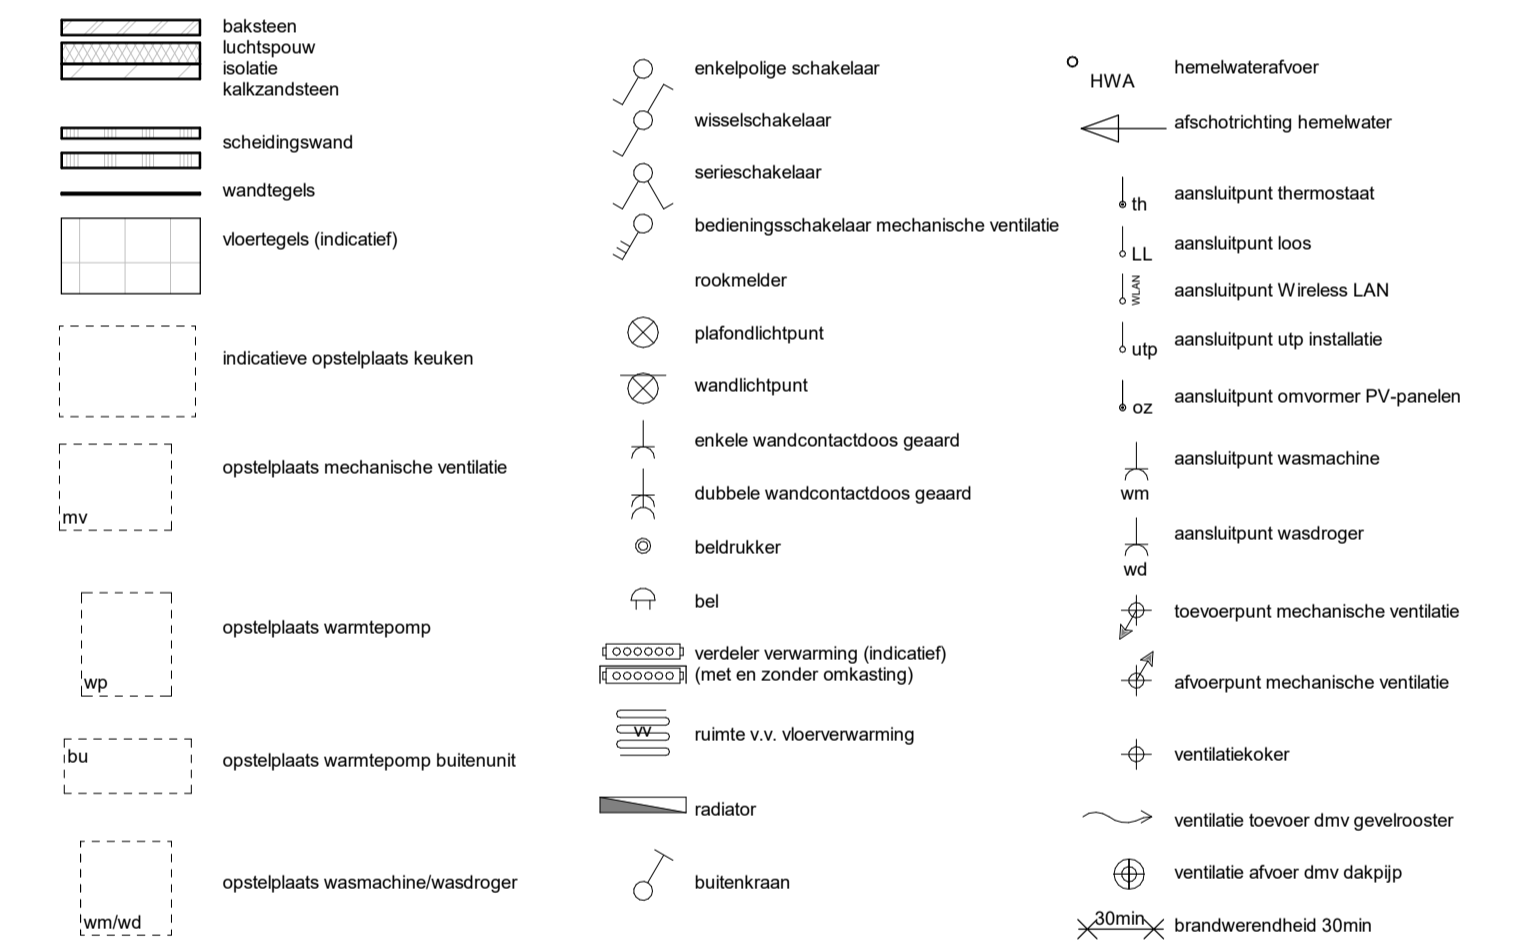 baksteen
luchtspouw
isolatie
kalkzandsteen
scheidingswand
wandtegels
vloertegels (indicatief)
indicatieve opstelplaats keuken
opstelplaats mechanische ventilatie
mv
opstelplaats warmtepomp
wp
bu
opstelplaats warmtepomp buitenunit
opstelplaats wasmachine/wasdroger
wm/wd
enkelpolige schakelaar
wisselschakelaar
serieschakelaar
bedieningsschakelaar mechanische ventilatie
rookmelder
plafondlichtpunt
wandlichtpunt
enkele wandcontactdoos geaard
dubbele wandcontactdoos geaard
beldrukker
bel
verdeler verwarming (indicatief)
(met en zonder omkasting)
vv
ruimte v.v. vloerverwarming
radiator
buitenkraan
HWA
hemelwaterafvoer
afschotrichting hemelwater
th
aansluitpunt thermostaat
LL
aansluitpunt loos
WLAN
aansluitpunt Wireless LAN
utp
aansluitpunt utp installatie
oz
aansluitpunt omvormer PV-panelen
aansluitpunt wasmachine
wm
aansluitpunt wasdroger
wd
toevoerpunt mechanische ventilatie
afvoerpunt mechanische ventilatie
ventilatiekoker
ventilatie toevoer dmv gevelrooster
ventilatie afvoer dmv dakpijp
30min
brandwerendheid 30min